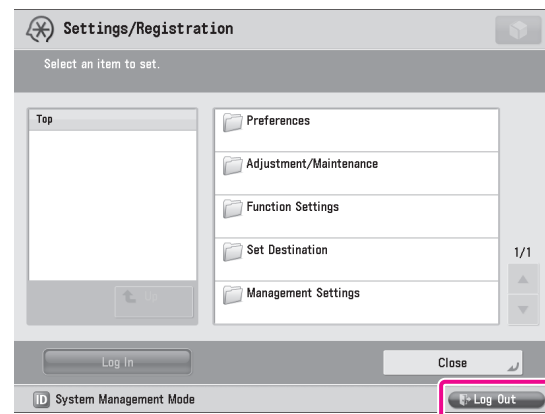 Settings/Registration
Select an item to set.
Top
Preferences
Adjustment/Maintenance
Function Settings
Set Destination
Management Settings
1/1
Up
Log In
Close
ID System Management Mode
Log Out